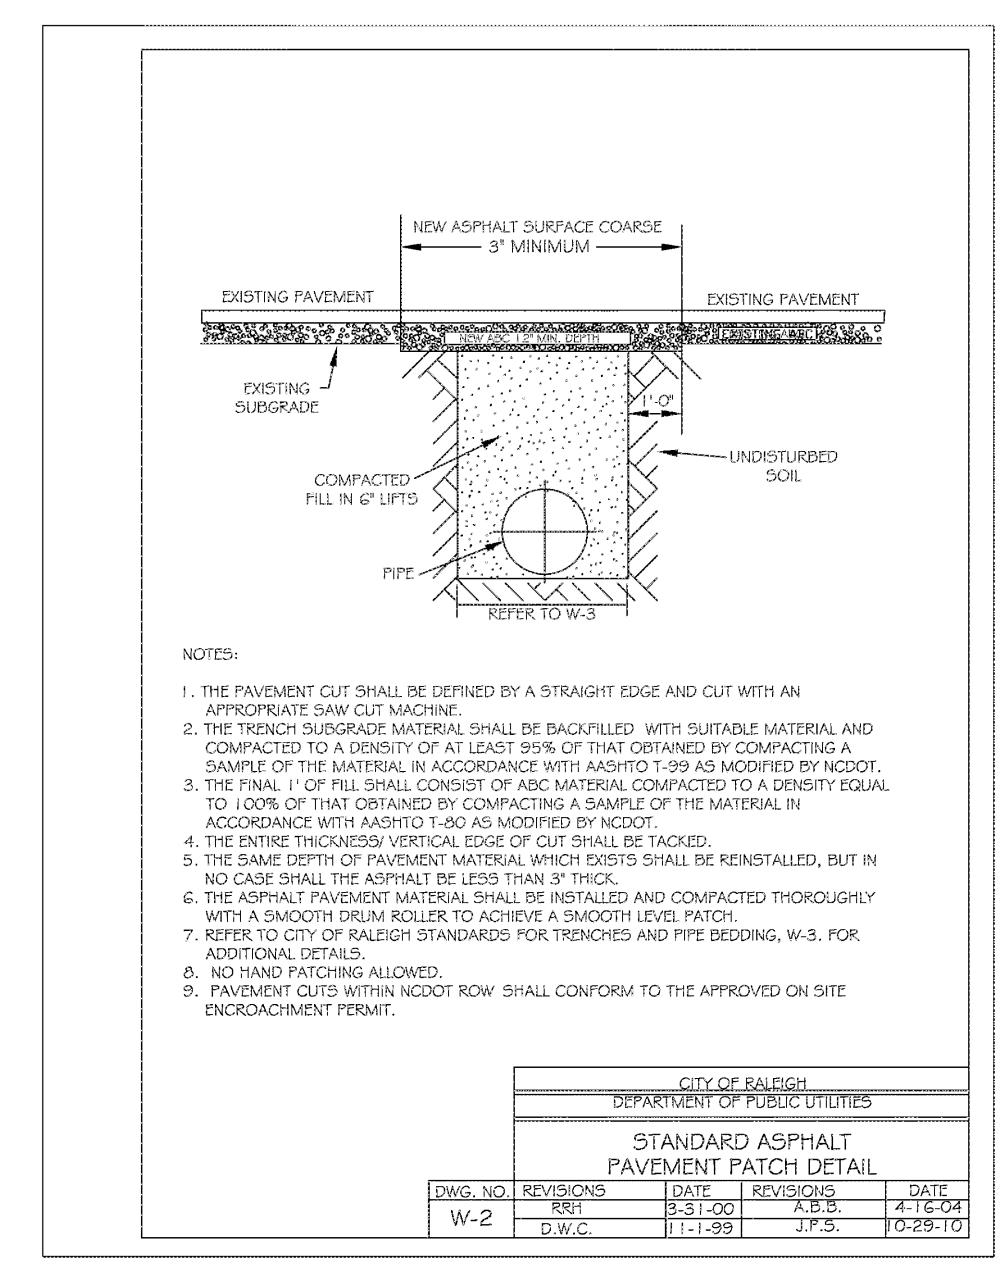 NEW ASPHALT SURFACE COARSE
3" MINIMUM
EXISTING PAVEMENT
EXISTING PAVEMENT
NEW ABC 12" MIN. DEPTH
EXISTING ABC
EXISTING
SUBGRADE
1'-0"
UNDISTURBED
SOIL
COMPACTED
FILL IN 6" LIFTS
PIPE
REFER TO W-3
NOTES:
1. THE PAVEMENT CUT SHALL BE DEFINED BY A STRAIGHT EDGE AND CUT WITH AN
APPROPRIATE SAW CUT MACHINE.
2. THE TRENCH SUBGRADE MATERIAL SHALL BE BACKFILLED WITH SUITABLE MATERIAL AND
COMPACTED TO A DENSITY OF AT LEAST 95% OF THAT OBTAINED BY COMPACTING A
SAMPLE OF THE MATERIAL IN ACCORDANCE WITH AASHTO T-99 AS MODIFIED BY NCDOT.
3. THE FINAL 1' OF FILL SHALL CONSIST OF ABC MATERIAL COMPACTED TO A DENSITY EQUAL
TO 100% OF THAT OBTAINED BY COMPACTING A SAMPLE OF THE MATERIAL IN
ACCORDANCE WITH AASHTO T-80 AS MODIFIED BY NCDOT.
4. THE ENTIRE THICKNESS/ VERTICAL EDGE OF CUT SHALL BE TACKED.
5. THE SAME DEPTH OF PAVEMENT MATERIAL WHICH EXISTS SHALL BE REINSTALLED, BUT IN
NO CASE SHALL THE ASPHALT BE LESS THAN 3" THICK.
6. THE ASPHALT PAVEMENT MATERIAL SHALL BE INSTALLED AND COMPACTED THOROUGHLY
WITH A SMOOTH DRUM ROLLER TO ACHIEVE A SMOOTH LEVEL PATCH.
7. REFER TO CITY OF RALEIGH STANDARDS FOR TRENCHES AND PIPE BEDDING, W-3. FOR
ADDITIONAL DETAILS.
8. NO HAND PATCHING ALLOWED.
9. PAVEMENT CUTS WITHIN NCDOT ROW SHALL CONFORM TO THE APPROVED ON SITE
ENCROACHMENT PERMIT.
CITY OF RALEIGH
DEPARTMENT OF PUBLIC UTILITIES
STANDARD ASPHALT
PAVEMENT PATCH DETAIL
DWG. NO. REVISIONS DATE REVISIONS DATE
W-2 RRH 3-31-00 A.B.B. 4-16-04
D.W.C. 11-1-99 J.P.S. 10-29-10